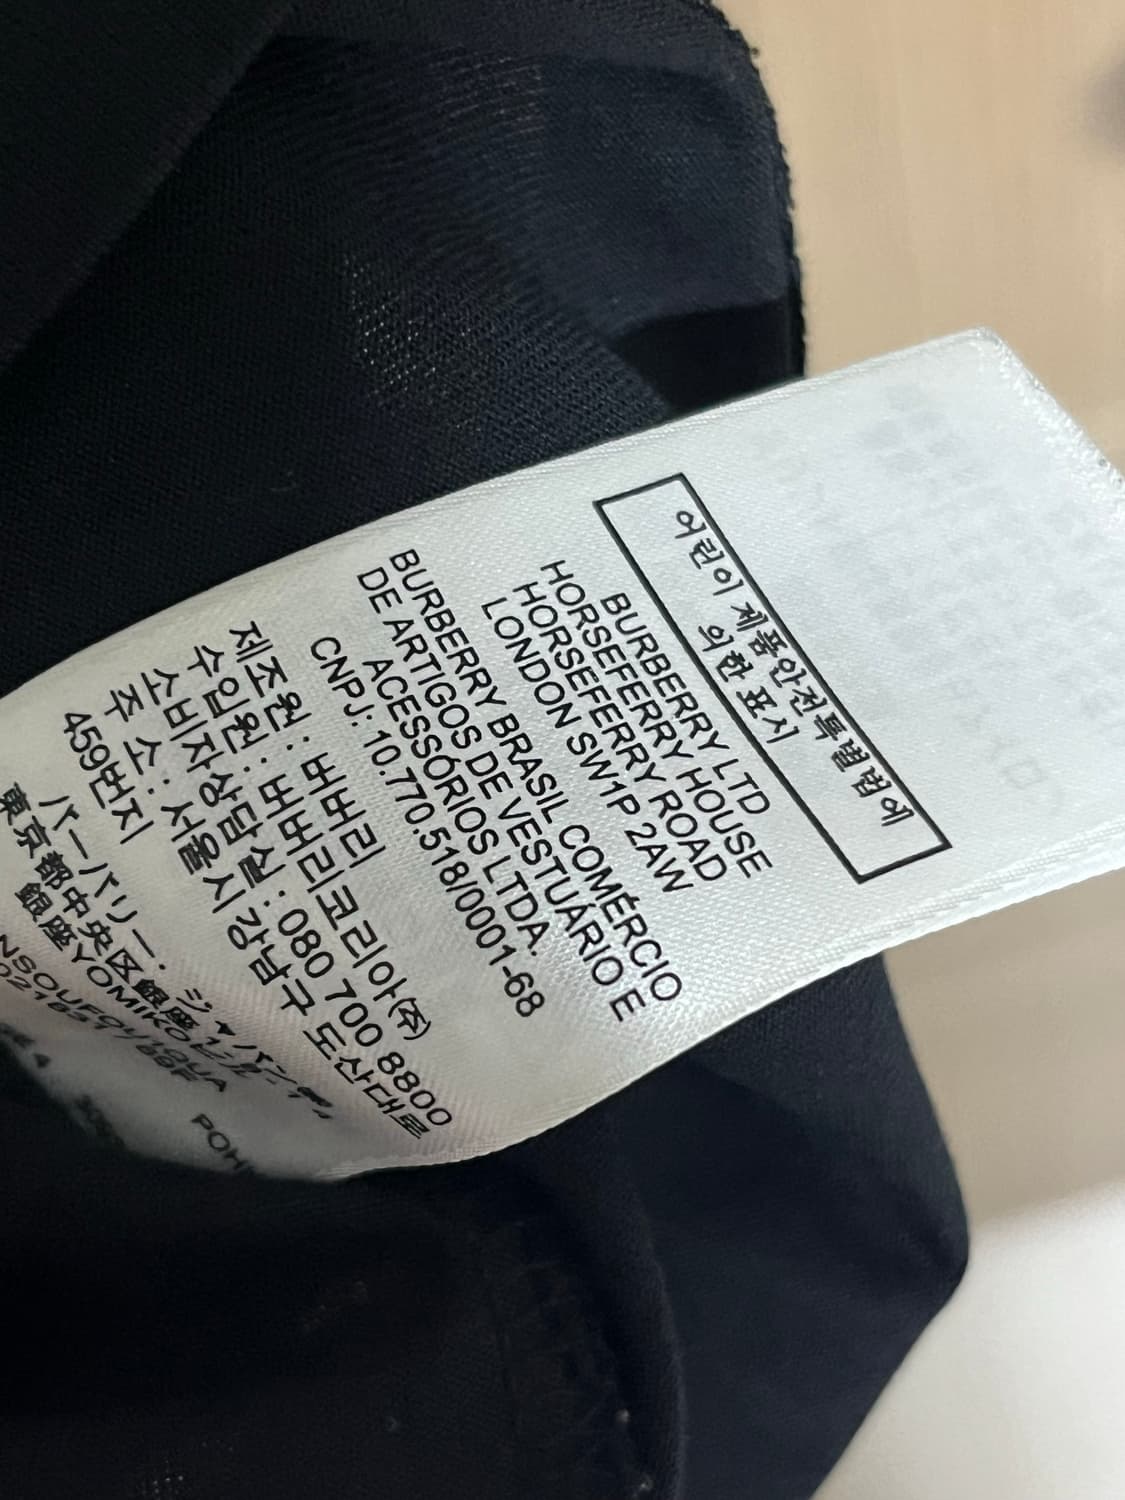 어린이 제품안전특별법에
의한 표시
BURBERRY LTD
HORSEFERRY HOUSE
HORSEFERRY ROAD
LONDON SW1P 2AW
BURBERRY BRASIL COMÉRCIO
DE ARTIGOS DE VESTUÁRIO E
ACESSÓRIOS LTDA.
CNPJ: 10.770.518/0001-68
제조원 : 버버리
수입원 : 버버리코리아(주)
소비자상담실 : 080 700 8800
주 소 : 서울시 강남구 도산대로
459번지
バーバリー・ジャパン
東京都中央区銀座
銀座YOMIKOビル